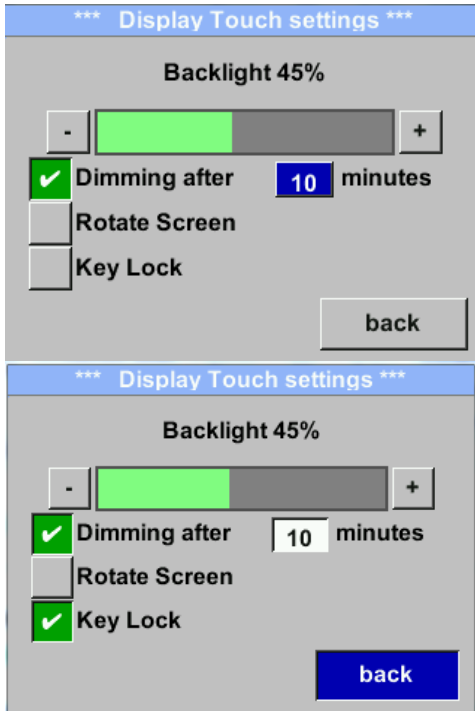 *** Display Touch settings ***
Backlight 45%
- +
Dimming after 10 minutes
Rotate Screen
Key Lock
back
*** Display Touch settings ***
Backlight 45%
- +
Dimming after 10 minutes
Rotate Screen
Key Lock
back